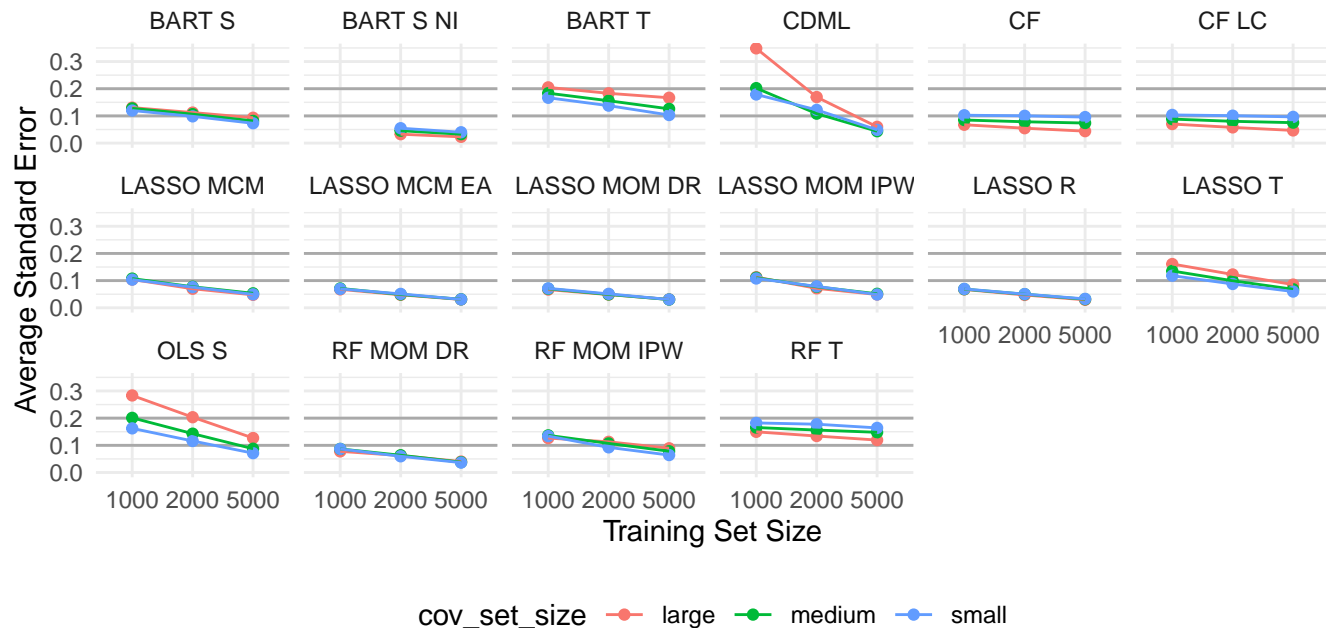 BART S BART S NI BART T CDML CF CF LC
0.3
0.2
0.1
0.0
LASSO MCM LASSO MCM EA LASSO MOM DR LASSO MOM IPW LASSO R LASSO T
0.3
0.2
0.1
0.0
1000 2000 5000 1000 2000 5000
OLS S RF MOM DR RF MOM IPW RF T
0.3
0.2
0.1
0.0
1000 2000 5000 1000 2000 5000 1000 2000 5000 1000 2000 5000
Average Standard Error
Training Set Size
cov_set_size large medium small